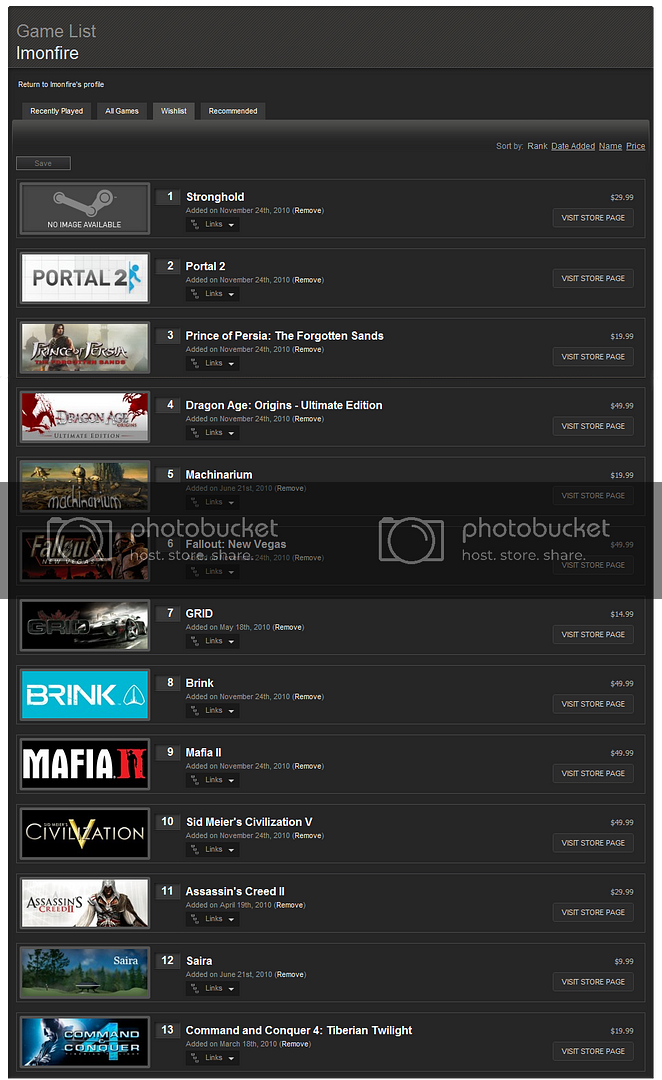 Game List
lmonfire
Return to lmonfire's profile
Recently Played All Games Wishlist Recommended
Sort by: Rank Date Added Name Price
Save
NO IMAGE AVAILABLE
1 Stronghold $29.99
Added on November 24th, 2010 (Remove)
Links VISIT STORE PAGE
PORTAL 2
2 Portal 2
Added on November 24th, 2010 (Remove)
Links VISIT STORE PAGE
PRINCE OF PERSIA
THE FORGOTTEN SANDS
3 Prince of Persia: The Forgotten Sands $19.99
Added on November 24th, 2010 (Remove)
Links VISIT STORE PAGE
DRAGON AGE
ORIGINS
ULTIMATE EDITION
4 Dragon Age: Origins - Ultimate Edition $49.99
Added on November 24th, 2010 (Remove)
Links VISIT STORE PAGE
machinarium
5 Machinarium $19.99
Added on June 21st, 2010 (Remove)
Links VISIT STORE PAGE
photobucket photobucket
host. store. share. host. store. share.
Fallout
NEW VEGAS
6 Fallout: New Vegas $49.99
Added on November 24th, 2010 (Remove)
Links VISIT STORE PAGE
GRID
7 GRID $14.99
Added on May 18th, 2010 (Remove)
Links VISIT STORE PAGE
BRINK
8 Brink $49.99
Added on November 24th, 2010 (Remove)
Links VISIT STORE PAGE
MAFIA II
9 Mafia II $49.99
Added on November 24th, 2010 (Remove)
Links VISIT STORE PAGE
SID MEIER'S
CIVILIZATION V
10 Sid Meier's Civilization V $49.99
Added on November 24th, 2010 (Remove)
Links VISIT STORE PAGE
ASSASSIN'S
CREED II
11 Assassin's Creed II $29.99
Added on April 19th, 2010 (Remove)
Links VISIT STORE PAGE
Saira
12 Saira $9.99
Added on June 21st, 2010 (Remove)
Links VISIT STORE PAGE
COMMAND
CONQUER
4
TIBERIAN TWILIGHT
13 Command and Conquer 4: Tiberian Twilight $19.99
Added on March 18th, 2010 (Remove)
Links VISIT STORE PAGE